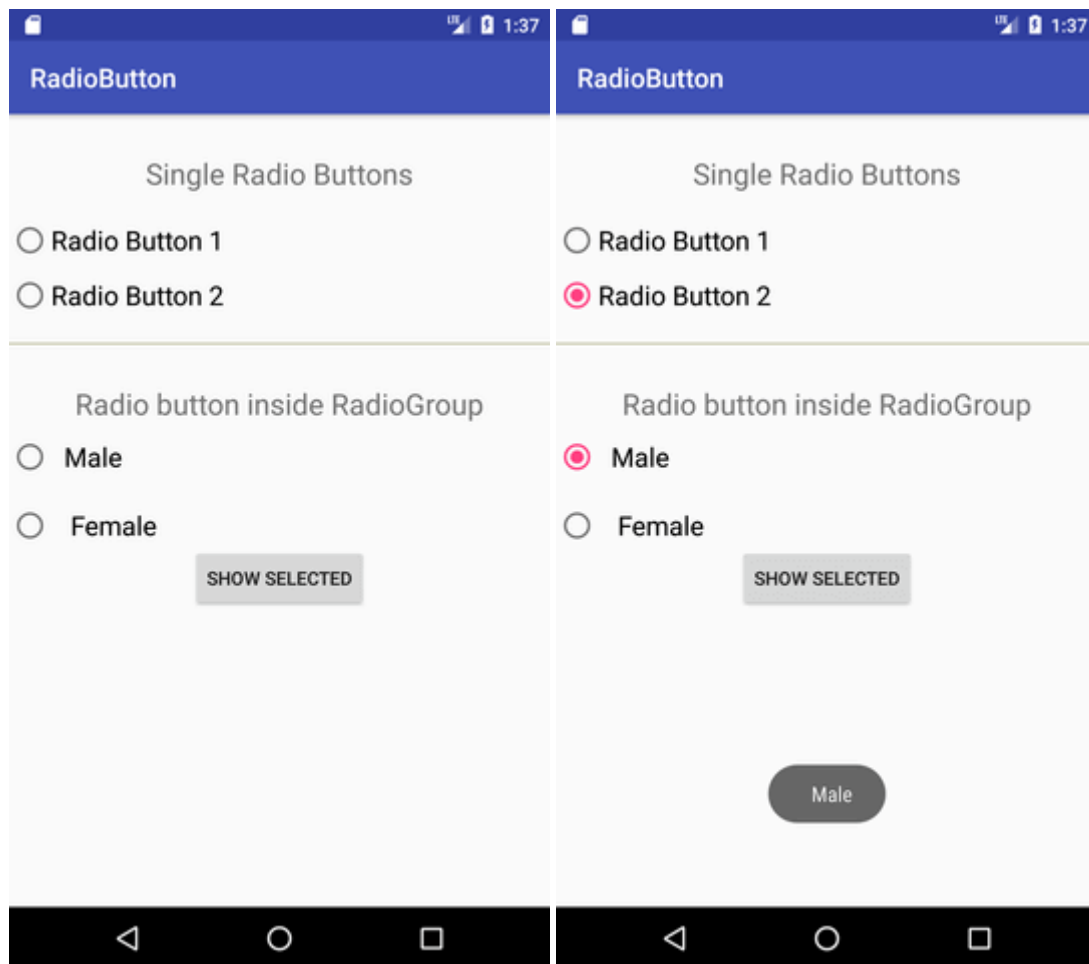 LTE 1:37
RadioButton
Single Radio Buttons
Radio Button 1
Radio Button 2
Radio button inside RadioGroup
Male
Female
SHOW SELECTED
LTE 1:37
RadioButton
Single Radio Buttons
Radio Button 1
Radio Button 2
Radio button inside RadioGroup
Male
Female
SHOW SELECTED
Male